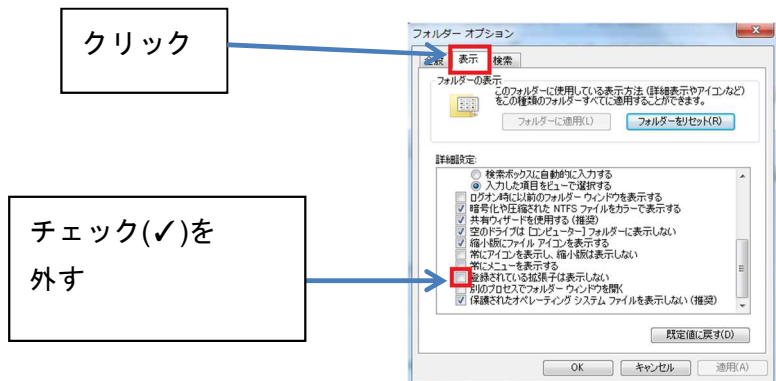 クリック
チェック(✓)を
外す
フォルダー オプション
全般 表示 検索
フォルダーの表示
このフォルダーに使用している表示方法 (詳細表示やアイコンなど)
をこの種類のフォルダーすべてに適用することができます。
フォルダーに適用(L) フォルダーをリセット(R)
詳細設定:
検索ボックスに自動的に入力する
入力した項目をビューで選択する
ログオン時に以前のフォルダー ウィンドウを表示する
暗号化や圧縮された NTFS ファイルをカラーで表示する
共有ウィザードを使用する (推奨)
空のドライブは [コンピューター] フォルダーに表示しない
縮小版にファイル アイコンを表示する
常にアイコンを表示し、縮小版は表示しない
常にメニューを表示する
登録されている拡張子は表示しない
別のプロセスでフォルダー ウィンドウを開く
保護されたオペレーティング システム ファイルを表示しない (推奨)
既定値に戻す(D)
OK キャンセル 適用(A)